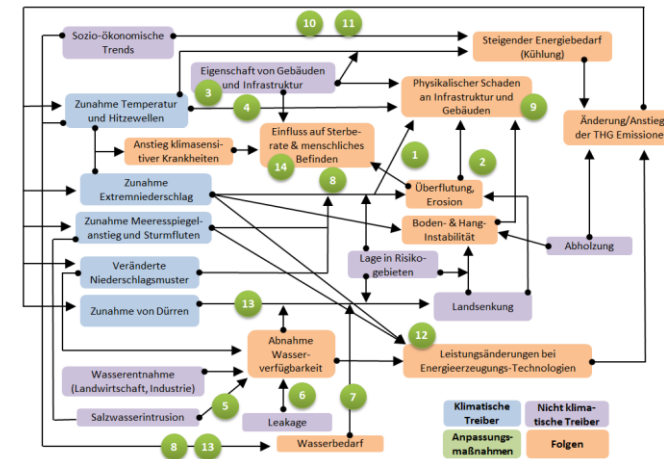 10
11
Sozio-ökonomische
Trends
Steigender Energiebedarf
(Kühlung)
Eigenschaft von Gebäuden
und Infrastruktur
3
4
Zunahme Temperatur
und Hitzewellen
Physikalischer Schaden
an Infrastruktur und
Gebäuden
9
Änderung/Anstieg
der THG Emissione
Anstieg klimasensi-
tiver Krankheiten
Einfluss auf Sterbe-
rate & menschliches
Befinden
14
1
2
8
Zunahme
Extremniederschlag
Überflutung,
Erosion
Zunahme Meeresspiegel-
anstieg und Sturmfluten
Boden- & Hang-
Instabilität
Abholzung
Veränderte
Niederschlagsmuster
Lage in Risiko-
gebieten
Zunahme von Dürren
13
Landsenkung
12
Abnahme
Wasser-
verfügbarkeit
Leistungsänderungen bei
Energieerzeugungs-Technologien
Wasserentnahme
(Landwirtschaft, Industrie)
5
6
7
Salzwasserintrusion
Leakage
8
13
Wasserbedarf
Klimatische
Treiber
Nicht klima-
tische Treiber
Anpassungs-
maßnahmen
Folgen